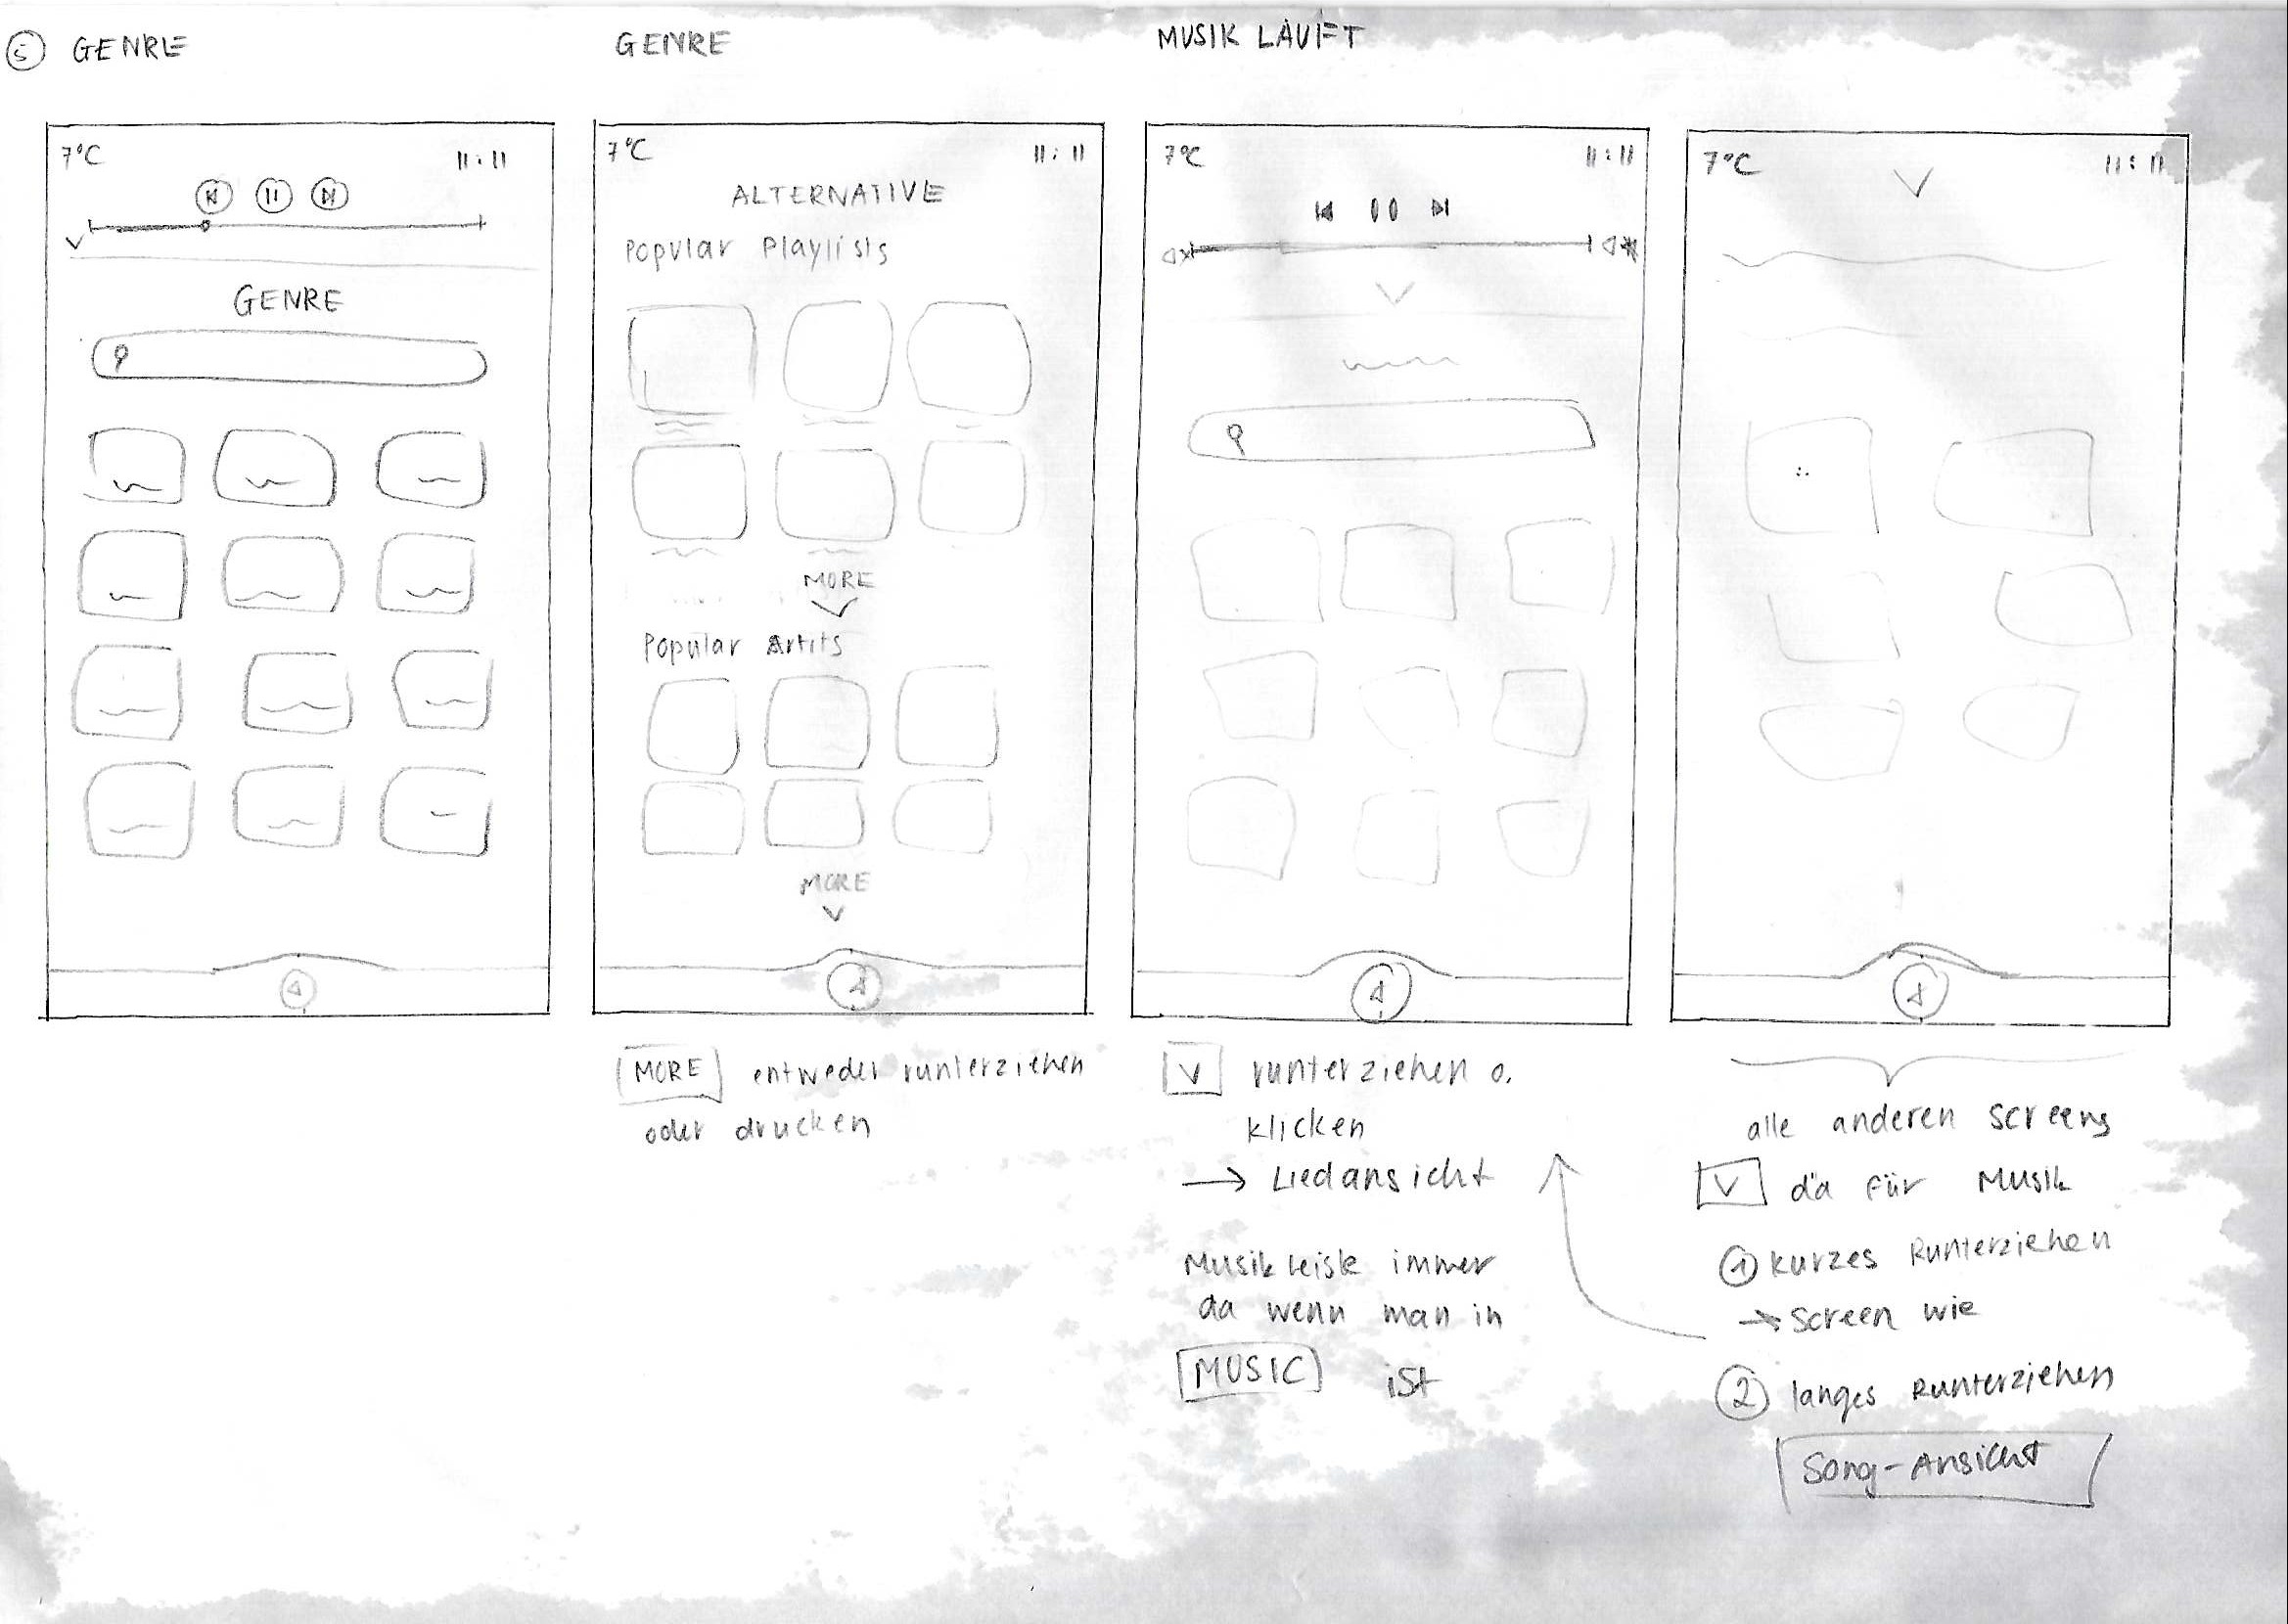 5 GENRE
GENRE
MUSIK LÄUFT
7°C 11:11
GENRE
7°C 11:11
ALTERNATIVE
Popular Playlists
MORE
Popular Artits
MORE
7°C 11:11
7°C 11:11
MORE entweder runterziehen
oder drucken
V runterziehen o.
klicken
→ Liedansicht
Musikleiste immer
da wenn man in
MUSIC ist
alle anderen Screens
V da für Musik
1 kurzes Runterziehen
→ Screen wie
2 langes Runterziehen
Song-Ansicht